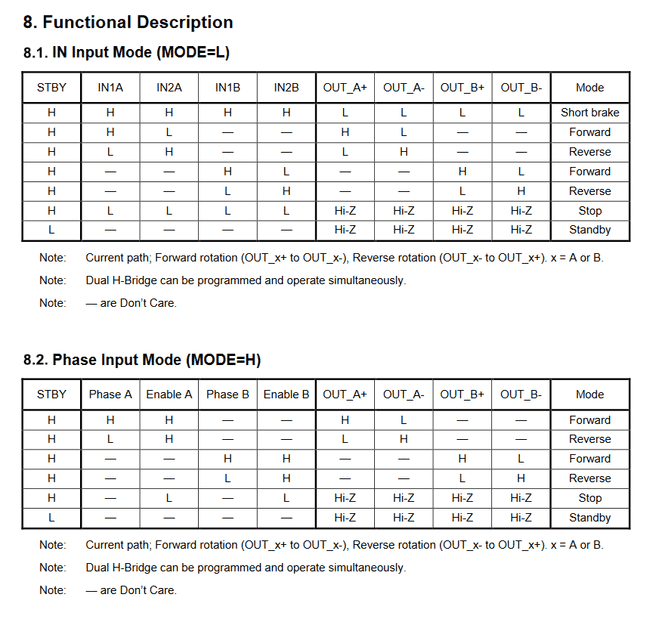 8. Functional Description
8.1. IN Input Mode (MODE=L)
STBY IN1A IN2A IN1B IN2B OUT_A+ OUT_A- OUT_B+ OUT_B- Mode
H H H H H L L L L Short brake
H H L — — H L — — Forward
H L H — — L H — — Reverse
H — — H L — — H L Forward
H — — L H — — L H Reverse
H L L L L Hi-Z Hi-Z Hi-Z Hi-Z Stop
L — — — — Hi-Z Hi-Z Hi-Z Hi-Z Standby
Note: Current path; Forward rotation (OUT_x+ to OUT_x-), Reverse rotation (OUT_x- to OUT_x+). x = A or B.
Note: Dual H-Bridge can be programmed and operate simultaneously.
Note: — are Don't Care.
8.2. Phase Input Mode (MODE=H)
STBY Phase A Enable A Phase B Enable B OUT_A+ OUT_A- OUT_B+ OUT_B- Mode
H H H — — H L — — Forward
H L H — — L H — — Reverse
H — — H H — — H L Forward
H — — L H — — L H Reverse
H — L — L Hi-Z Hi-Z Hi-Z Hi-Z Stop
L — — — — Hi-Z Hi-Z Hi-Z Hi-Z Standby
Note: Current path; Forward rotation (OUT_x+ to OUT_x-), Reverse rotation (OUT_x- to OUT_x+). x = A or B.
Note: Dual H-Bridge can be programmed and operate simultaneously.
Note: — are Don't Care.